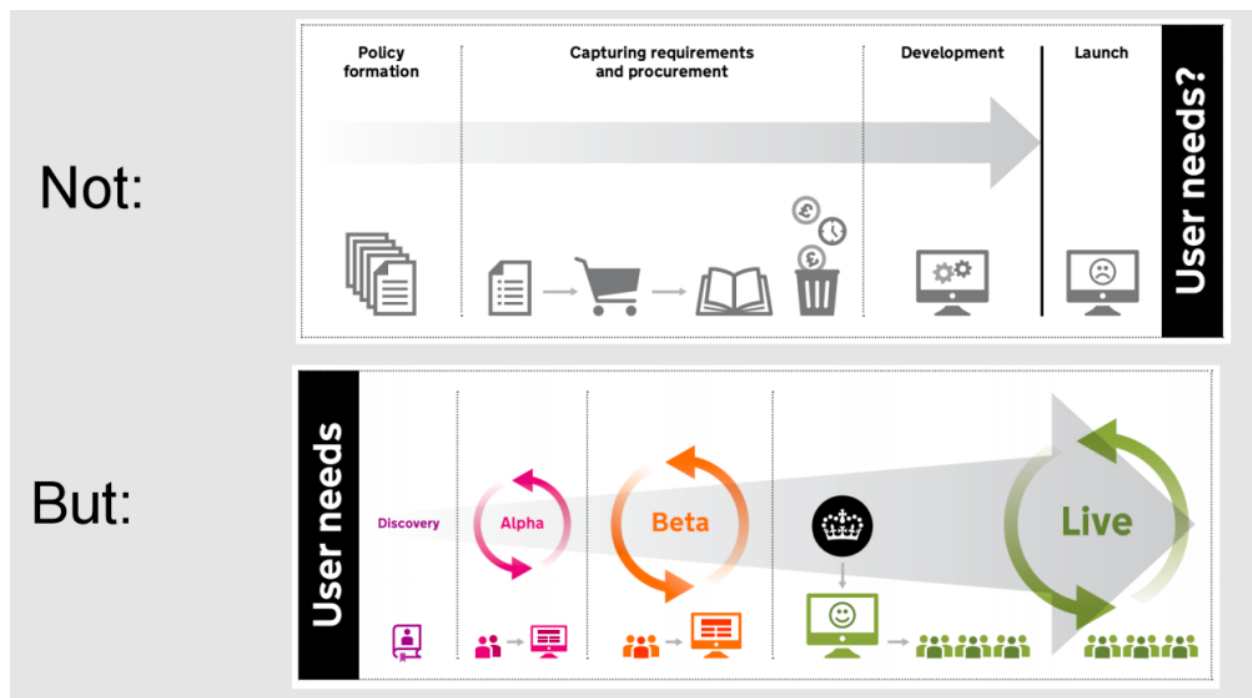 Not:
Policy
formation
Capturing requirements
and procurement
Development
Launch
User needs?
£
£
But:
User needs
Discovery
Alpha
Beta
Live